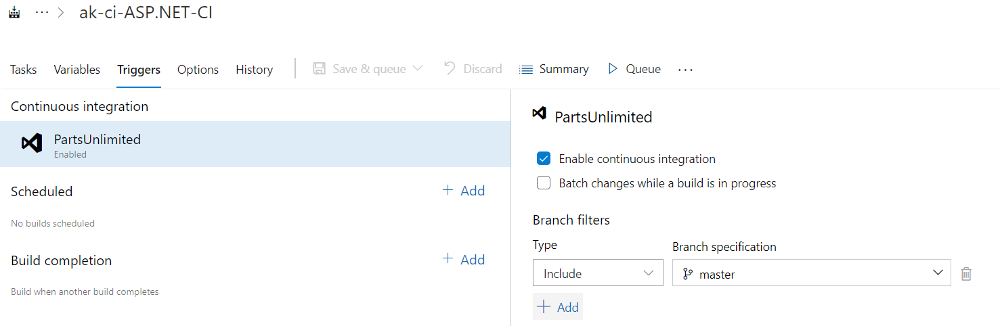 ··· > ak-ci-ASP.NET-CI
Tasks Variables Triggers Options History Save & queue Discard Summary Queue ···
Continuous integration
PartsUnlimited
Enabled
Scheduled + Add
No builds scheduled
Build completion + Add
Build when another build completes
PartsUnlimited
Enable continuous integration
Batch changes while a build is in progress
Branch filters
Type Branch specification
Include master
+ Add